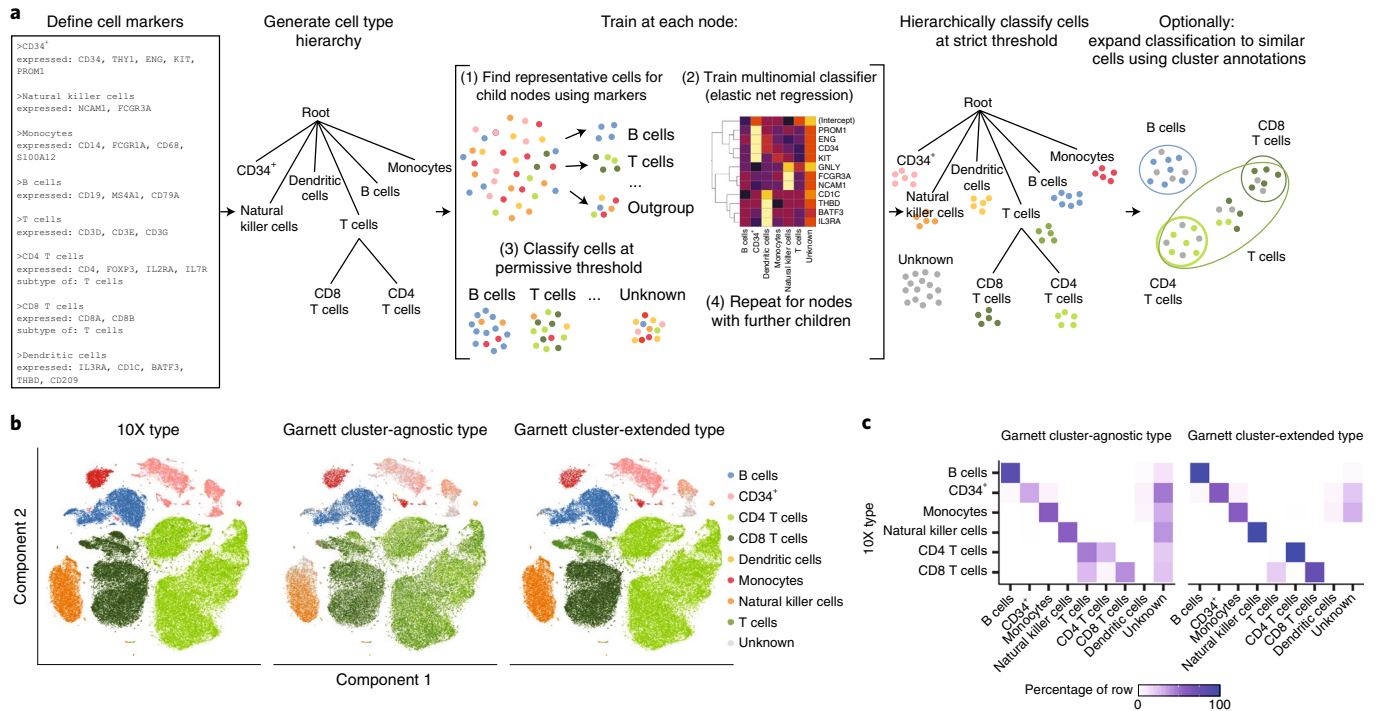 a
Define cell markers
>CD34+
expressed: CD34, THY1, ENG, KIT,
PROM1
>Natural killer cells
expressed: NCAM1, FCGR3A
>Monocytes
expressed: CD14, FCGR1A, CD68,
S100A12
>B cells
expressed: CD19, MS4A1, CD79A
>T cells
expressed: CD3D, CD3E, CD3G
>CD4 T cells
expressed: CD4, FOXP3, IL2RA, IL7R
subtype of: T cells
>CD8 T cells
expressed: CD8A, CD8B
subtype of: T cells
>Dendritic cells
expressed: IL3RA, CD1C, BATF3,
THBD, CD209
Generate cell type
hierarchy
Root
CD34+
Natural
killer cells
Dendritic
cells
T cells
B cells
Monocytes
CD8
T cells
CD4
T cells
Train at each node:
(1) Find representative cells for
child nodes using markers
B cells
T cells
...
Outgroup
(2) Train multinomial classifier
(elastic net regression)
(Intercept)
PROM1
ENG
CD34
KIT
GNLY
FCGR3A
NCAM1
CD1C
THBD
BATF3
IL3RA
B cells
CD34+
Dendritic cells
Monocytes
Natural killer cells
T cells
Unknown
(3) Classify cells at
permissive threshold
B cells
T cells
...
Unknown
(4) Repeat for nodes
with further children
Hierarchically classify cells
at strict threshold
Root
CD34+
Natural
killer cells
Dendritic
cells
T cells
B cells
Monocytes
Unknown
CD8
T cells
CD4
T cells
Optionally:
expand classification to similar
cells using cluster annotations
B cells
CD8
T cells
T cells
CD4
T cells
b
10X type
Garnett cluster-agnostic type
Garnett cluster-extended type
Component 2
Component 1
B cells
CD34+
CD4 T cells
CD8 T cells
Dendritic cells
Monocytes
Natural killer cells
T cells
Unknown
c
Garnett cluster-agnostic type
Garnett cluster-extended type
10X type
B cells
CD34+
Monocytes
Natural killer cells
CD4 T cells
CD8 T cells
B cells
CD34+
Monocytes
Natural killer cells
T cells
CD4 T cells
CD8 T cells
Dendritic cells
Unknown
B cells
CD34+
Monocytes
Natural killer cells
T cells
CD4 T cells
CD8 T cells
Dendritic cells
Unknown
Percentage of row
0
100